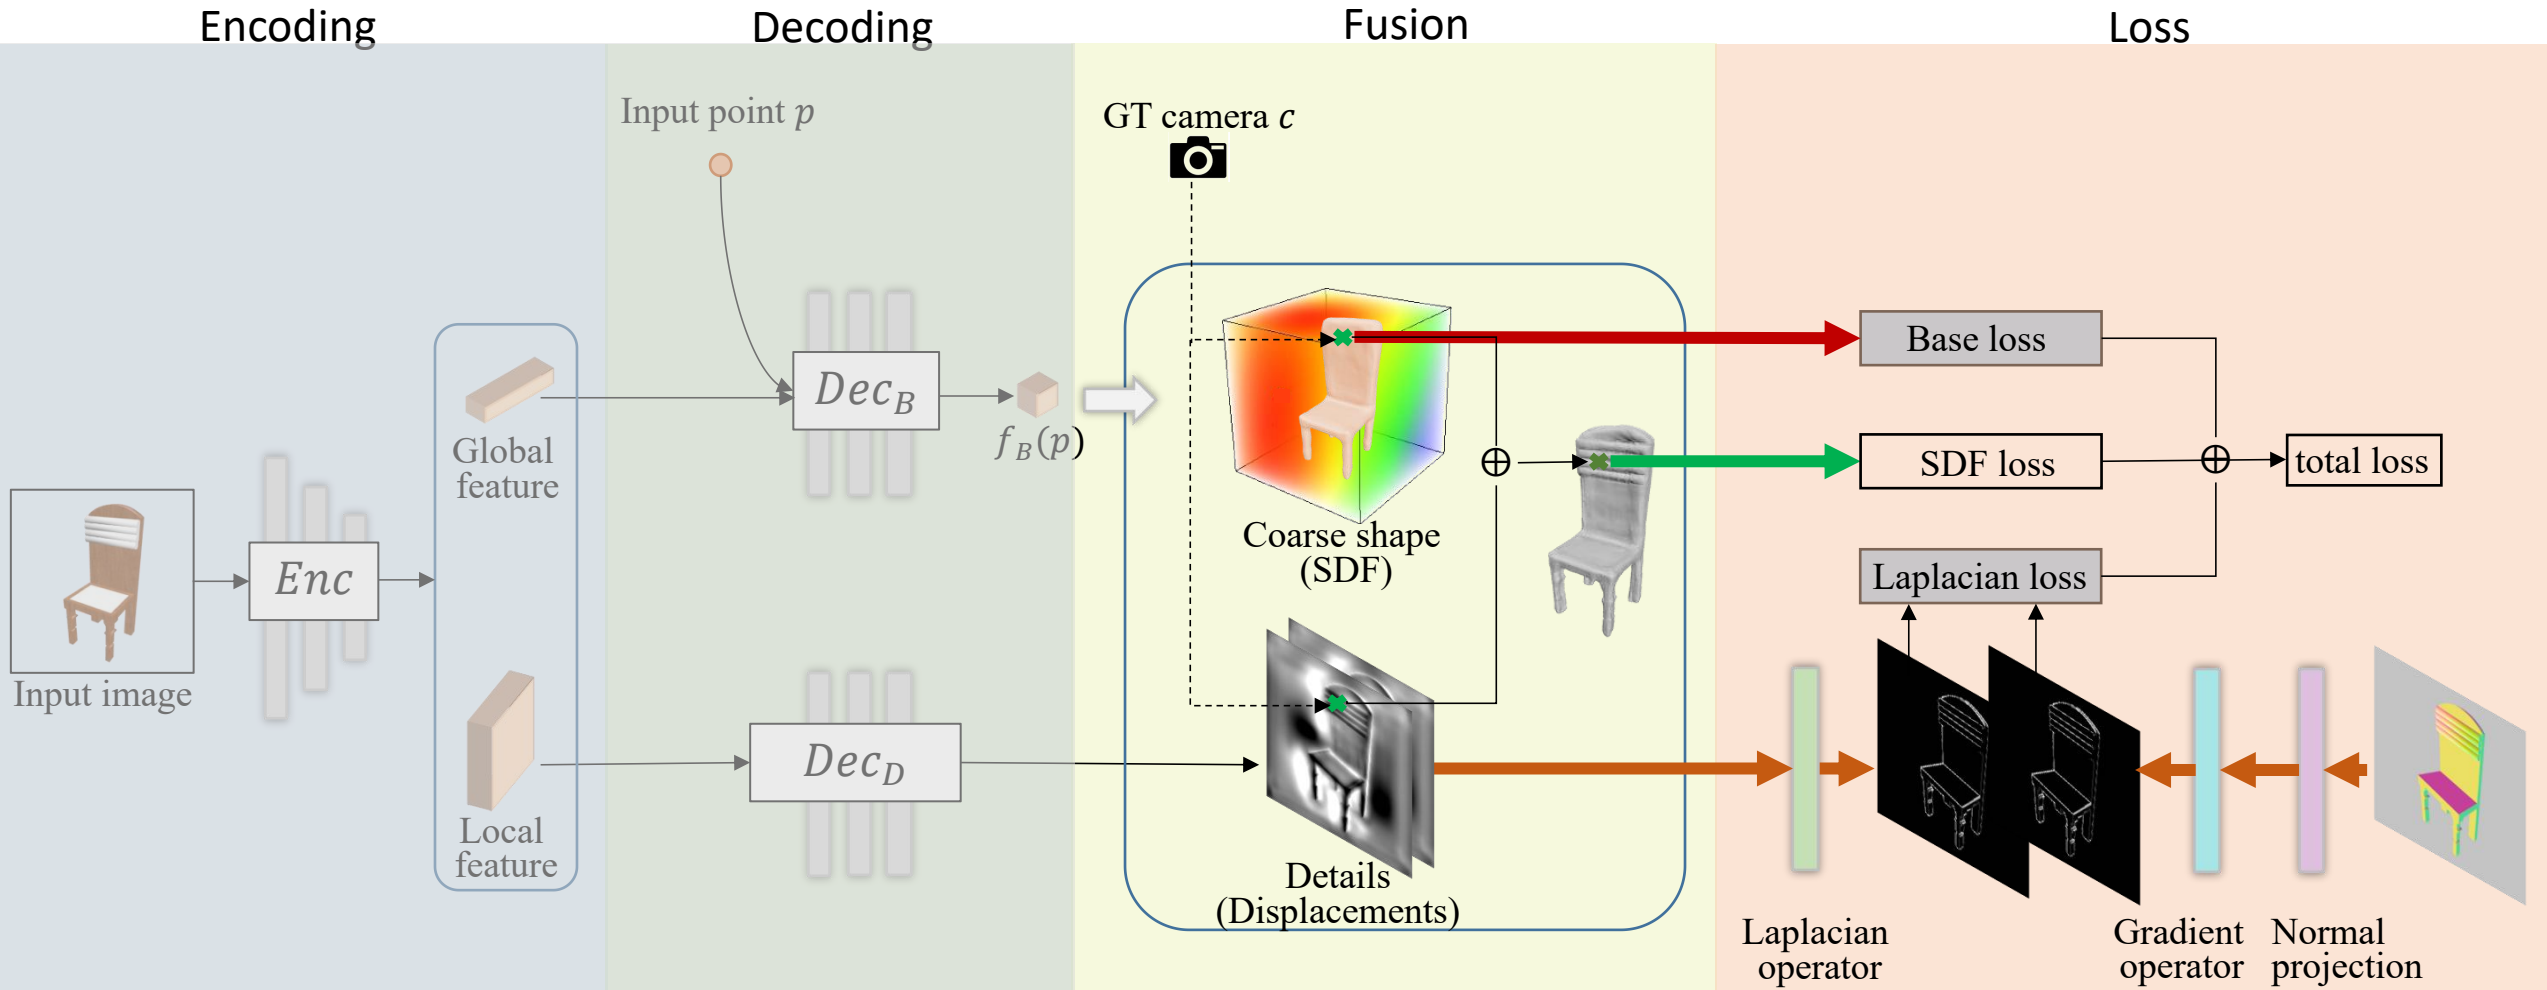 Encoding
Decoding
Fusion
Loss
Input point p
GT camera c
Dec_B
f_B(p)
Base loss
Global
feature
SDF loss
total loss
Coarse shape
(SDF)
Enc
Laplacian loss
Input image
Dec_D
Local
feature
Details
(Displacements)
Laplacian
operator
Gradient
operator
Normal
projection